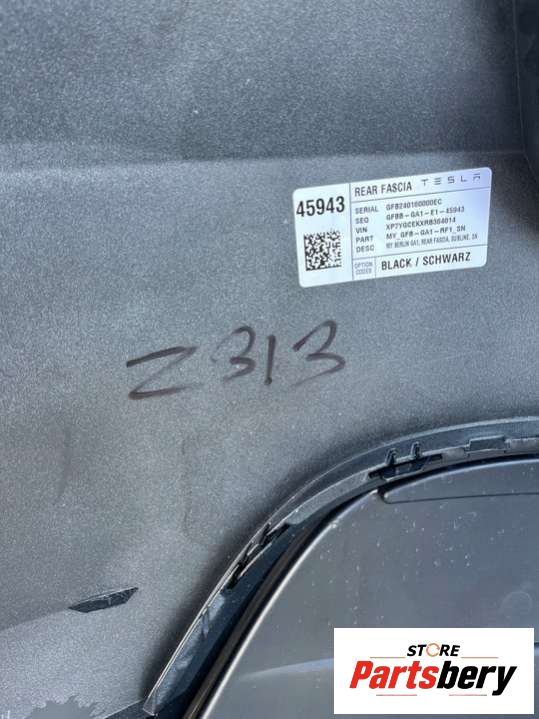 45943
REAR FASCIA TESLA
SERIAL GFB240160000EC
SEQ GFBB-GA1-E1-45943
VIN XP7YGCEKXRB364014
PART MY_GFB-GA1-RF1_SN
DESC MY BERLIN GA1, REAR FASCIA, SUBLINE, SN
OPTION CODES BLACK / SCHWARZ
2313
STORE
Partsbery